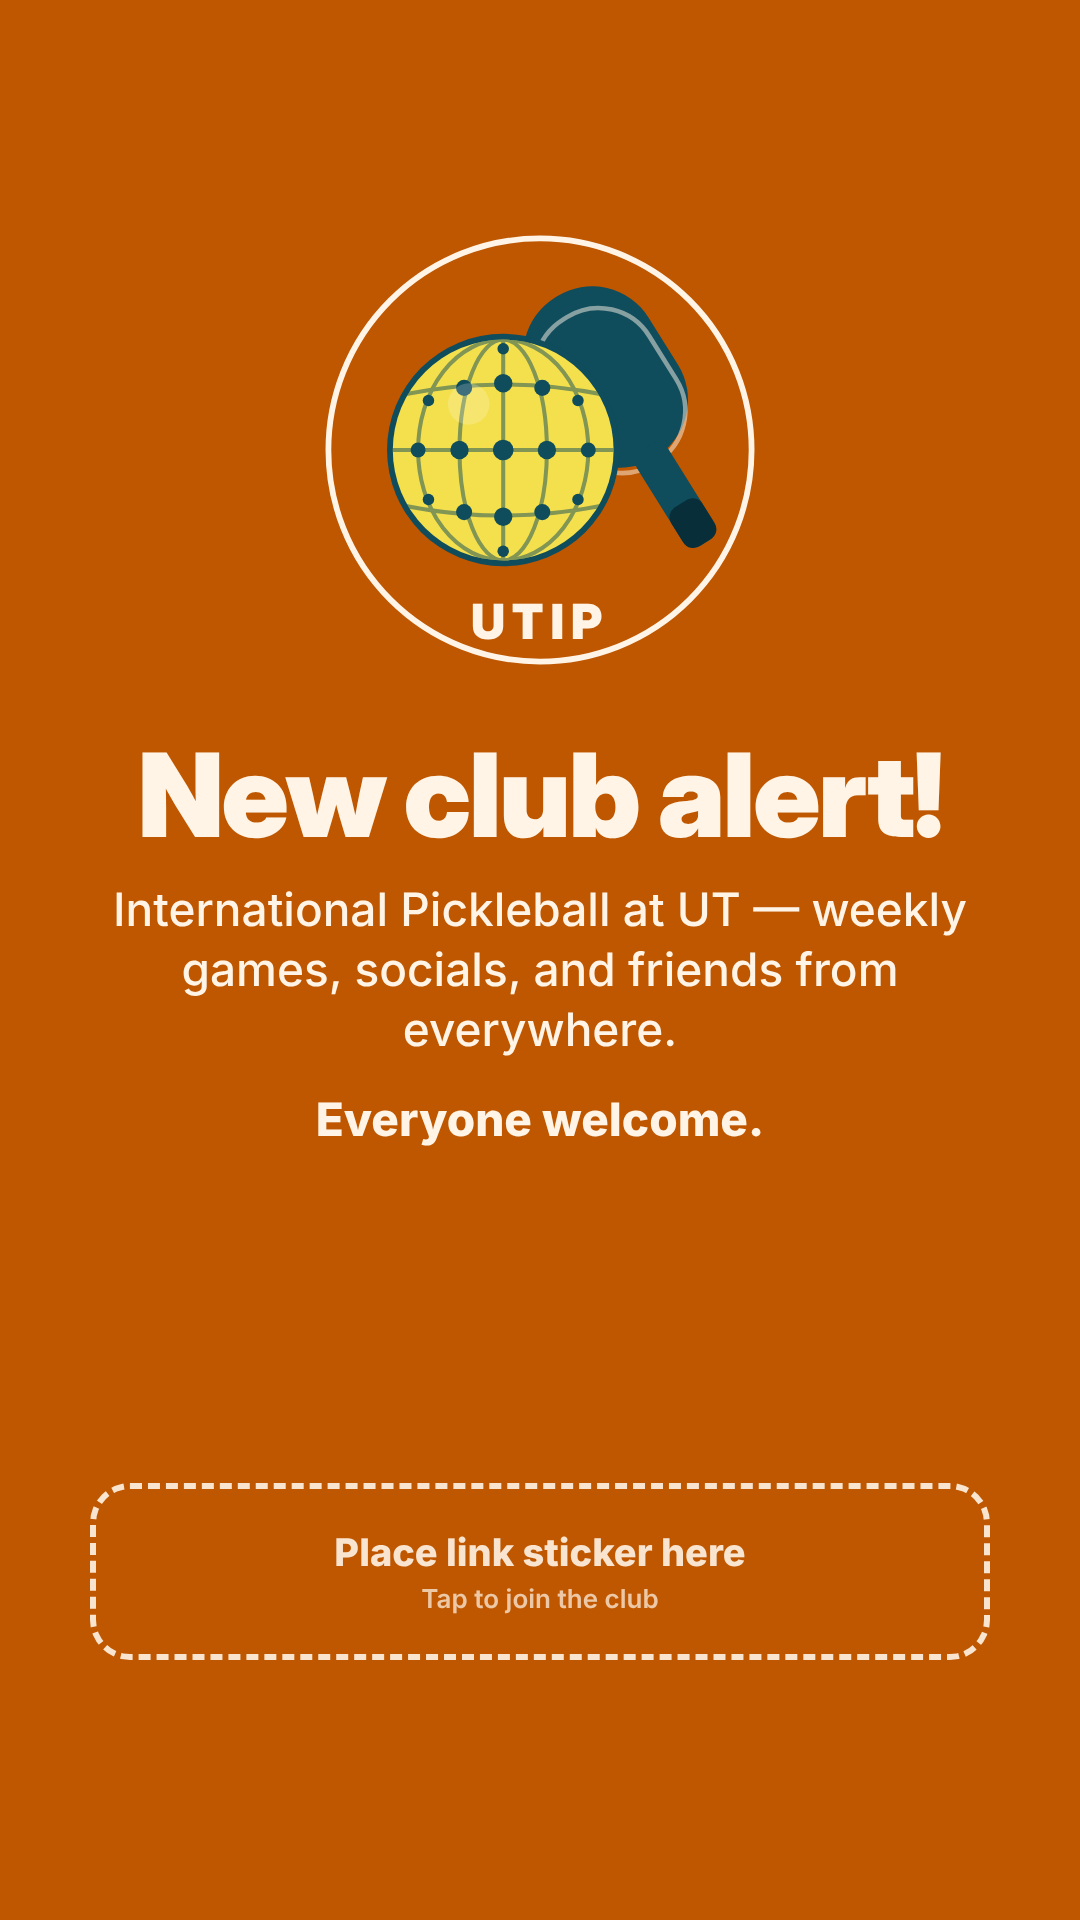 UTIP
New club alert!
International Pickleball at UT — weekly
games, socials, and friends from
everywhere.
Everyone welcome.
Place link sticker here
Tap to join the club